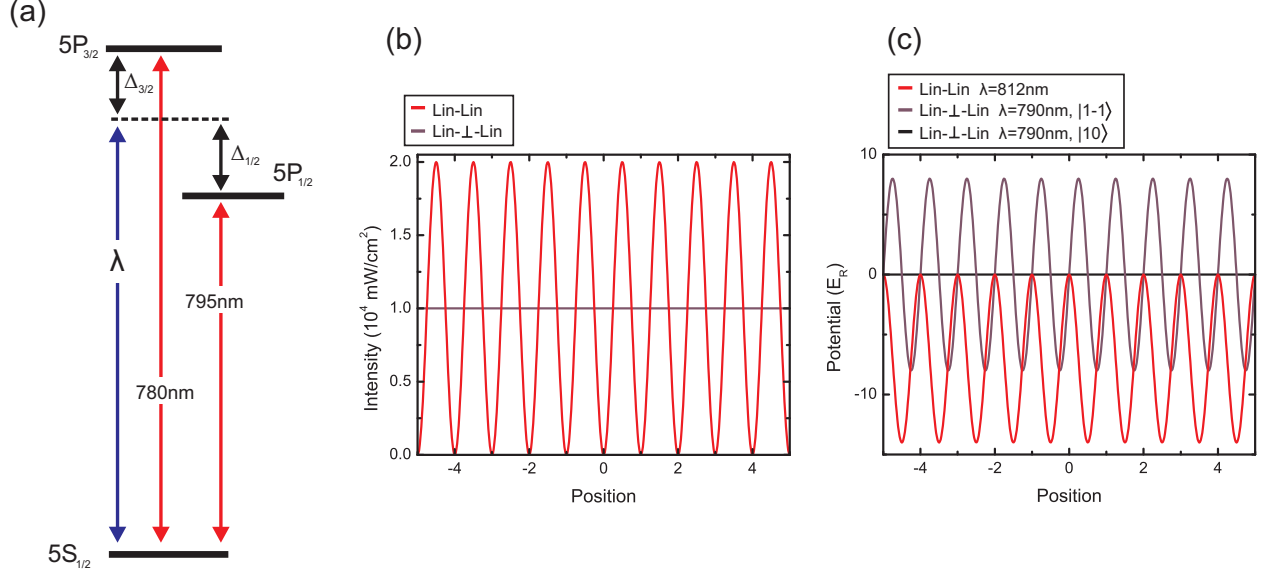 (a)
5P3/2
Δ3/2
Δ1/2
5P1/2
λ
795nm
780nm
5S1/2
(b)
Lin-Lin
Lin-⊥-Lin
Intensity (10⁴ mW/cm²)
2.0
1.5
1.0
0.5
0.0
-4 -2 0 2 4
Position
(c)
Lin-Lin λ=812nm
Lin-⊥-Lin λ=790nm, |1-1⟩
Lin-⊥-Lin λ=790nm, |10⟩
Potential (E_R)
10
0
-10
-4 -2 0 2 4
Position